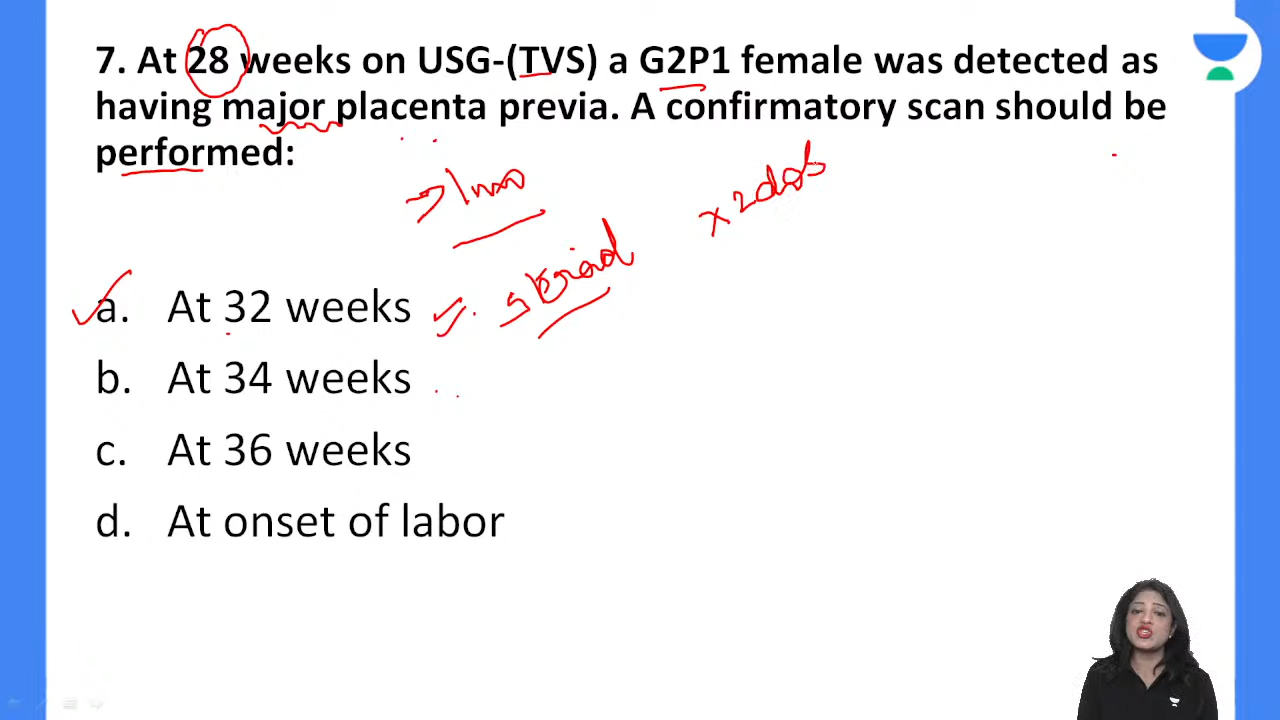 7. At 28 weeks on USG-(TVS) a G2P1 female was detected as
having major placenta previa. A confirmatory scan should be
performed:
a. At 32 weeks
b. At 34 weeks
c. At 36 weeks
d. At onset of labor